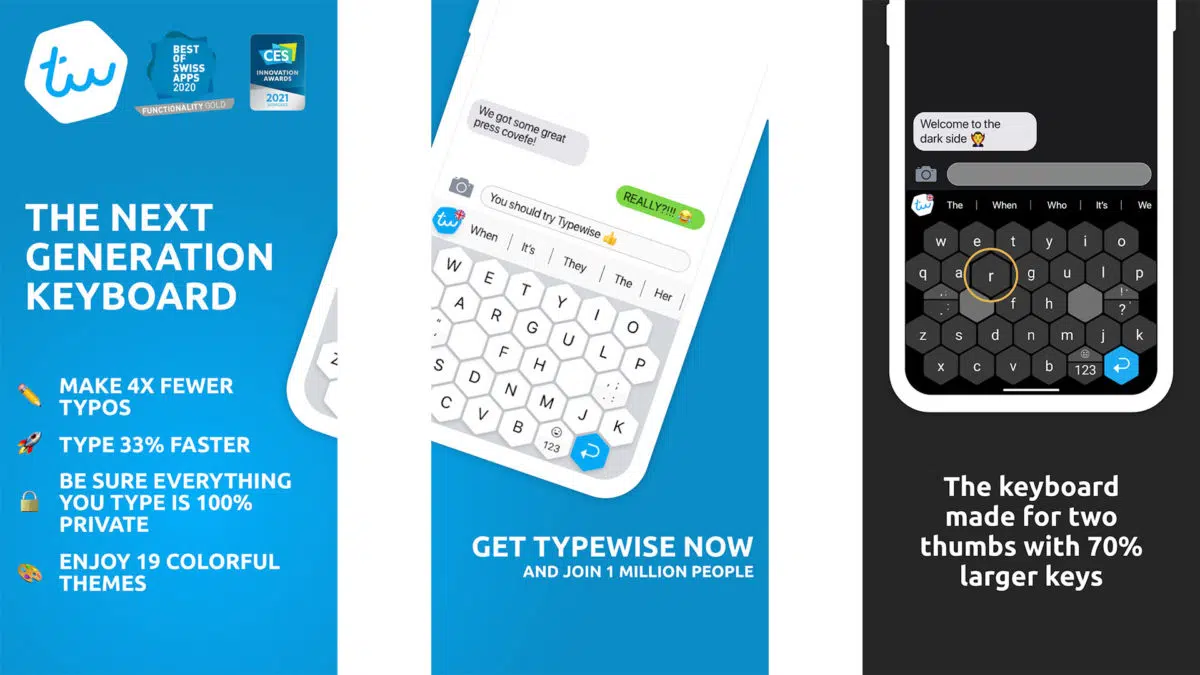 tw
BEST
OF
SWISS
APPS
2020
FUNCTIONALITY GOLD
CES
INNOVATION
AWARDS
2021
THE NEXT
GENERATION
KEYBOARD
✏️ MAKE 4X FEWER
TYPOS
🚀 TYPE 33% FASTER
🔒 BE SURE EVERYTHING
YOU TYPE IS 100%
PRIVATE
🎨 ENJOY 19 COLORFUL
THEMES
Z
We got some great
press covefe!
REALLY?!!! 😂
You should try Typewise 👍
tw
When | It's | They | The | Her |
W E T Y I O
A R G U L P
F H
S D N M J K
C V B 123
GET TYPEWISE NOW
AND JOIN 1 MILLION PEOPLE
Welcome to the
dark side 🧛
tw
The | When | Who | It's | We
w e t y i o
q a r g u l p
. , : f h ! ' ?
z s d n m j k
x c v b 123
The keyboard
made for two
thumbs with 70%
larger keys